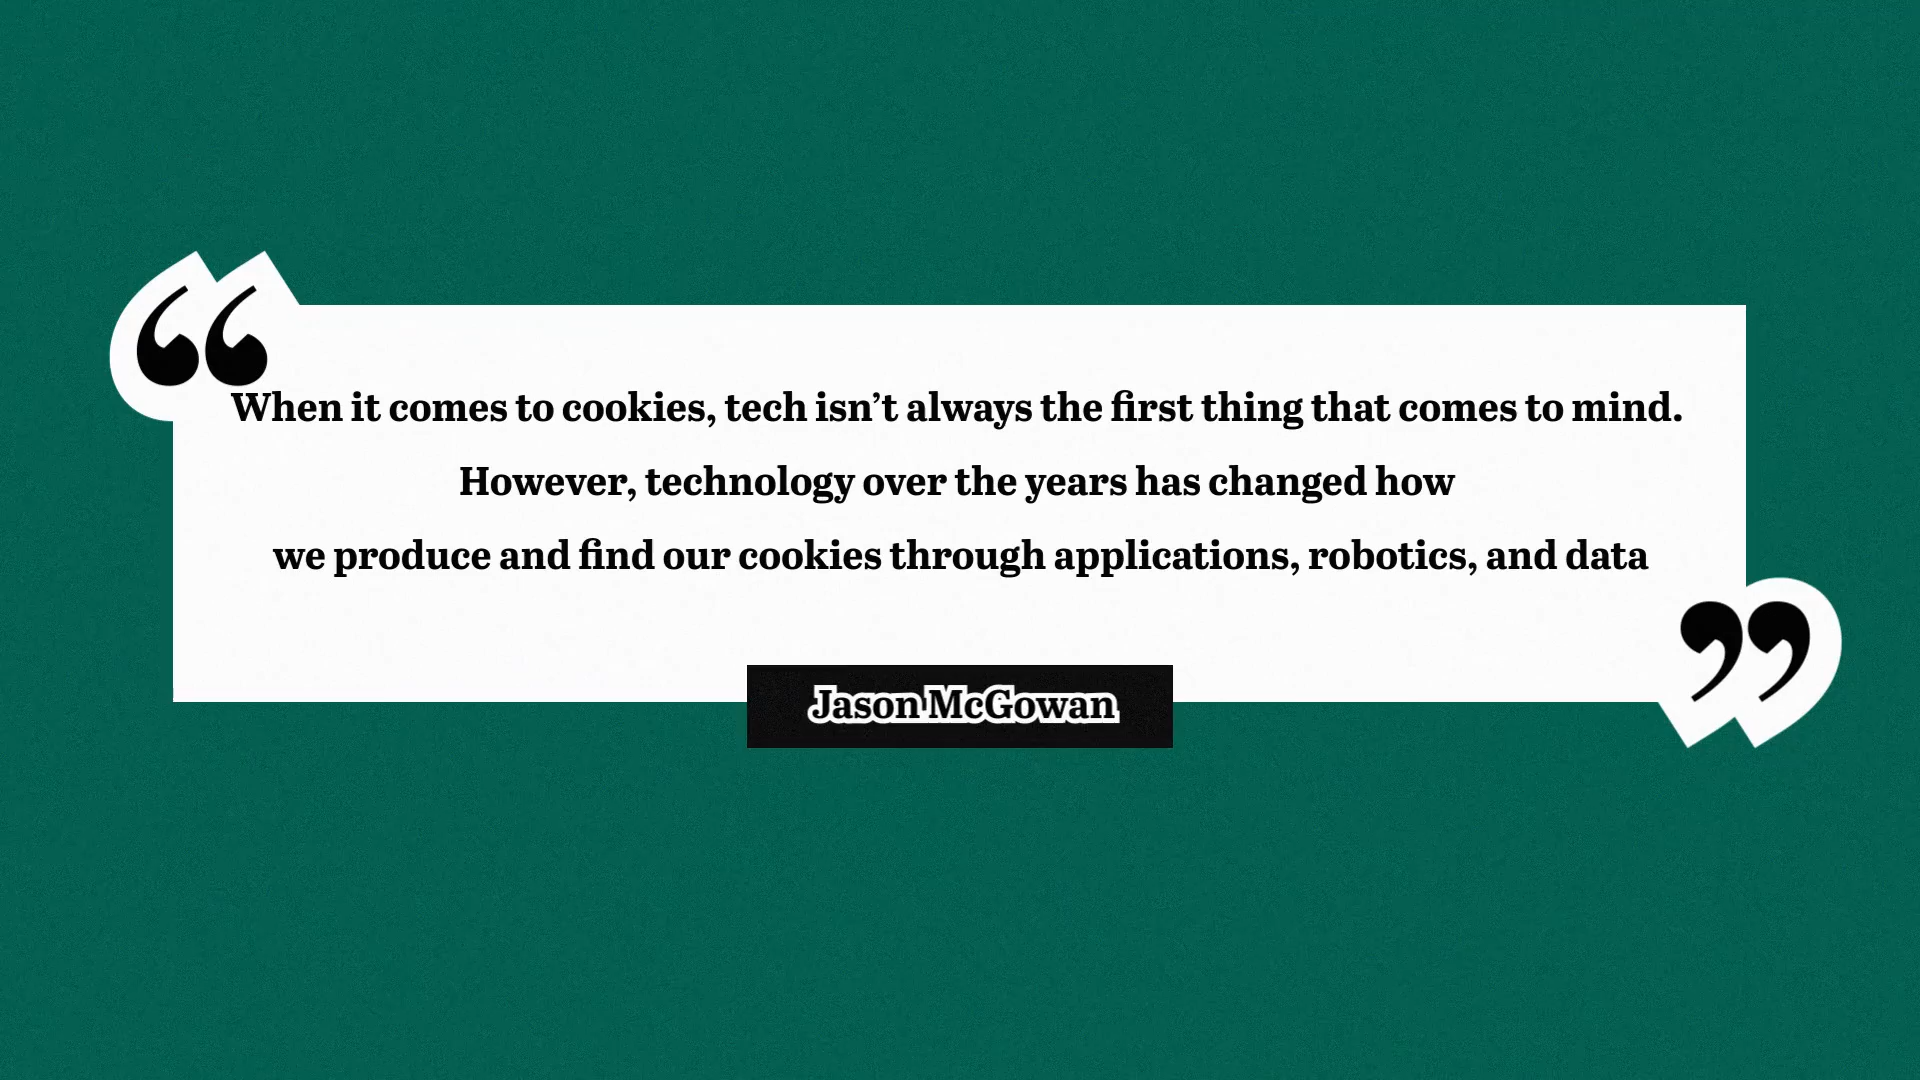 “
When it comes to cookies, tech isn’t always the first thing that comes to mind.
However, technology over the years has changed how
we produce and find our cookies through applications, robotics, and data
”
Jason McGowan